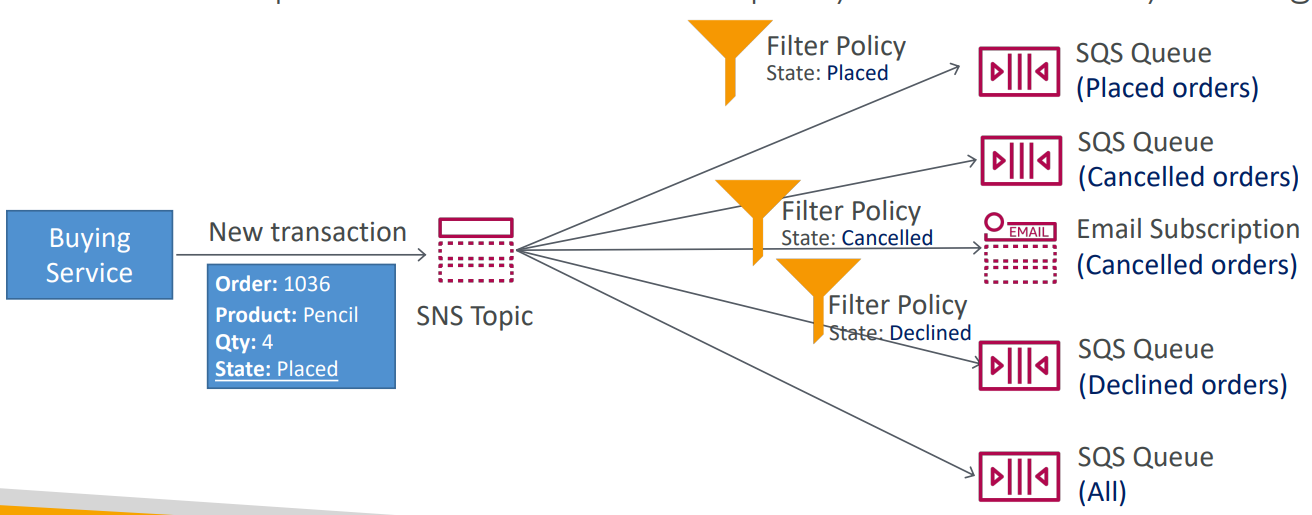 Filter Policy
State: Placed
SQS Queue
(Placed orders)
SQS Queue
(Cancelled orders)
Buying
Service
New transaction
Order: 1036
Product: Pencil
Qty: 4
State: Placed
SNS Topic
Filter Policy
State: Cancelled
EMAIL
Email Subscription
(Cancelled orders)
Filter Policy
State: Declined
SQS Queue
(Declined orders)
SQS Queue
(All)